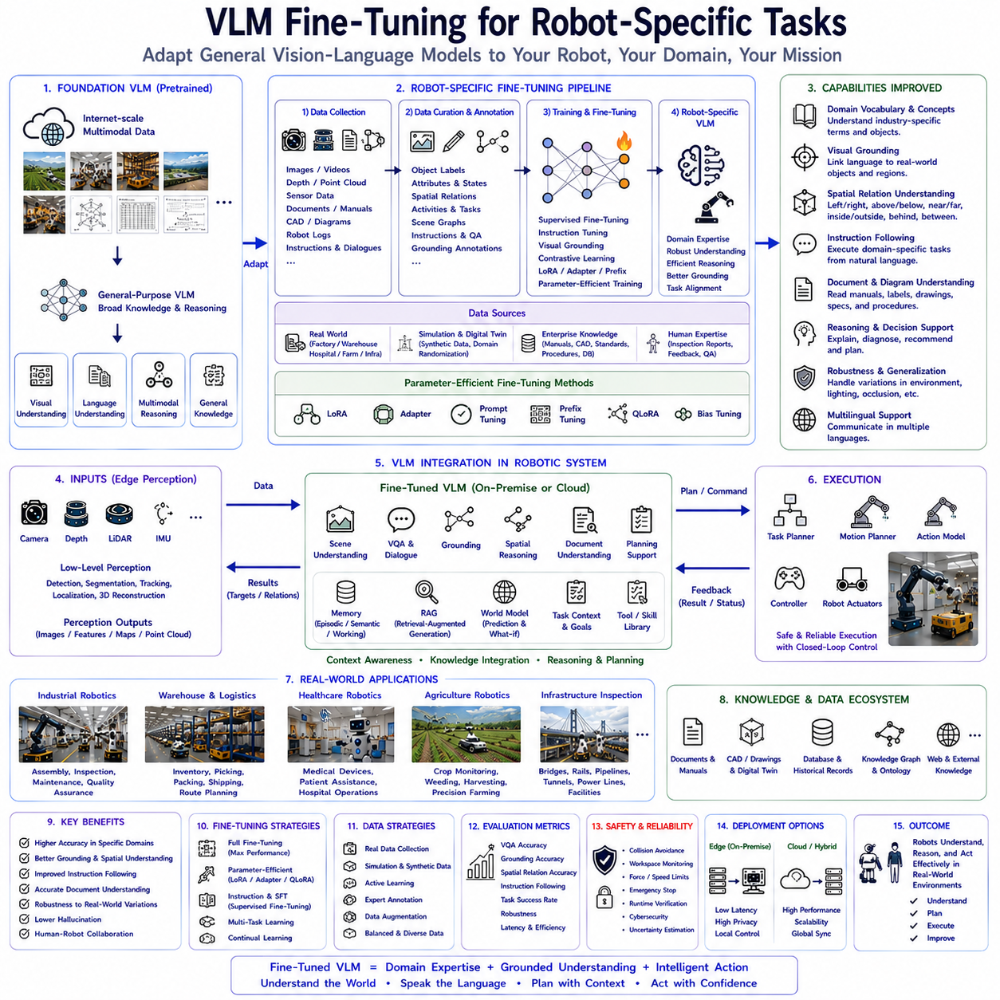 VLM Fine-Tuning for Robot-Specific Tasks
Adapt General Vision-Language Models to Your Robot, Your Domain, Your Mission
1. FOUNDATION VLM (Pretrained)
Internet-scale
Multimodal Data
...
General-Purpose VLM
Broad Knowledge & Reasoning
Visual
Understanding
Language
Understanding
Multimodal
Reasoning
General
Knowledge
Adapt
2. ROBOT-SPECIFIC FINE-TUNING PIPELINE
1) Data Collection
Images / Videos
Depth / Point Cloud
Sensor Data
Documents / Manuals
CAD / Diagrams
Robot Logs
Instructions & Dialogues
...
2) Data Curation & Annotation
Object Labels
Attributes & States
Spatial Relations
Activities & Tasks
Scene Graphs
Instructions & QA
Grounding Annotations
...
3) Training & Fine-Tuning
Supervised Fine-Tuning
Instruction Tuning
Visual Grounding
Contrastive Learning
LoRA / Adapter / Prefix
Parameter-Efficient Training
4) Robot-Specific
VLM
Domain Expertise
Robust Understanding
Efficient Reasoning
Better Grounding
Task Alignment
Data Sources
Real World
(Factory / Warehouse
Hospital / Farm / Infra)
Simulation & Digital Twin
(Synthetic Data, Domain
Randomization)
Enterprise Knowledge
(Manuals, CAD, Standards,
Procedures, DB)
Human Expertise
(Inspection Reports,
Feedback, QA)
Parameter-Efficient Fine-Tuning Methods
LoRA
Adapter
Prompt
Tuning
Prefix
Tuning
QLoRA
Bias Tuning
3. CAPABILITIES IMPROVED
Domain Vocabulary & Concepts
Understand industry-specific
terms and objects.
Visual Grounding
Link language to real-world
objects and regions.
Spatial Relation Understanding
Left/right, above/below, near/far,
inside/outside, behind, between.
Instruction Following
Execute domain-specific tasks
from natural language.
Document & Diagram Understanding
Read manuals, labels, drawings,
specs, and procedures.
Reasoning & Decision Support
Explain, diagnose, recommend
and plan.
Robustness & Generalization
Handle variations in environment,
lighting, occlusion, etc.
Multilingual Support
Communicate in multiple
languages.
4. INPUTS (Edge Perception)
Camera
Depth
LiDAR
IMU
...
Low-Level Perception
Detection, Segmentation, Tracking,
Localization, 3D Reconstruction
Perception Outputs
(Images / Features / Maps / Point Cloud)
Data
Results
(Targets / Relations)
5. VLM INTEGRATION IN ROBOTIC SYSTEM
Fine-Tuned VLM (On-Premise or Cloud)
Scene
Understanding
VQA &
Dialogue
Grounding
Spatial
Reasoning
Document
Understanding
Planning
Support
Memory
(Episodic / Semantic
/ Working)
RAG
(Retrieval-Augmented
Generation)
World Model
(Prediction &
What-if)
Task Context
& Goals
Tool / Skill
Library
Context Awareness • Knowledge Integration • Reasoning & Planning
Plan / Command
Feedback
(Result / Status)
6. EXECUTION
Task Planner
Motion Planner
Action Model
Controller
Robot Actuators
Safe & Reliable Execution
with Closed-Loop Control
7. REAL-WORLD APPLICATIONS
Industrial Robotics
Assembly, Inspection,
Maintenance, Quality
Assurance
Warehouse & Logistics
Inventory, Picking,
Packing, Shipping,
Route Planning
Healthcare Robotics
Medical Devices,
Patient Assistance,
Hospital Operations
Agriculture Robotics
Crop Monitoring,
Weeding, Harvesting,
Precision Farming
Infrastructure Inspection
Bridges, Rails, Pipelines,
Tunnels, Power Lines,
Facilities
...
8. KNOWLEDGE & DATA ECOSYSTEM
Documents &
Manuals
CAD / Drawings
& Digital Twin
Database &
Historical Records
Knowledge Graph
& Ontology
Web & External
Knowledge
...
9. KEY BENEFITS
Higher Accuracy in Specific Domains
Better Grounding & Spatial Understanding
Improved Instruction Following
Accurate Document Understanding
Robustness to Real-World Variations
Lower Hallucination
Human-Robot Collaboration
10. FINE-TUNING STRATEGIES
Full Fine-Tuning
(Max Performance)
Parameter-Efficient
(LoRA / Adapter / QLoRA)
Instruction & SFT
(Supervised Fine-Tuning)
Multi-Task Learning
Continual Learning
11. DATA STRATEGIES
Real Data Collection
Simulation & Synthetic Data
Active Learning
Expert Annotation
Data Augmentation
Balanced & Diverse Data
12. EVALUATION METRICS
VQA Accuracy
Grounding Accuracy
Spatial Relation Accuracy
Instruction Following
Task Success Rate
Robustness
Latency & Efficiency
13. SAFETY & RELIABILITY
• Collision Avoidance
• Workspace Monitoring
• Force / Speed Limits
• Emergency Stop
• Runtime Verification
• Cybersecurity
• Uncertainty Estimation
14. DEPLOYMENT OPTIONS
Edge (On-Premise)
Low Latency
High Privacy
Local Control
Cloud / Hybrid
High Performance
Scalability
Global Sync
15. OUTCOME
Robots Understand,
Reason, and Act
Effectively in
Real-World
Environments
Understand
Plan
Execute
Improve
Fine-Tuned VLM = Domain Expertise + Grounded Understanding + Intelligent Action
Understand the World • Speak the Language • Plan with Context • Act with Confidence